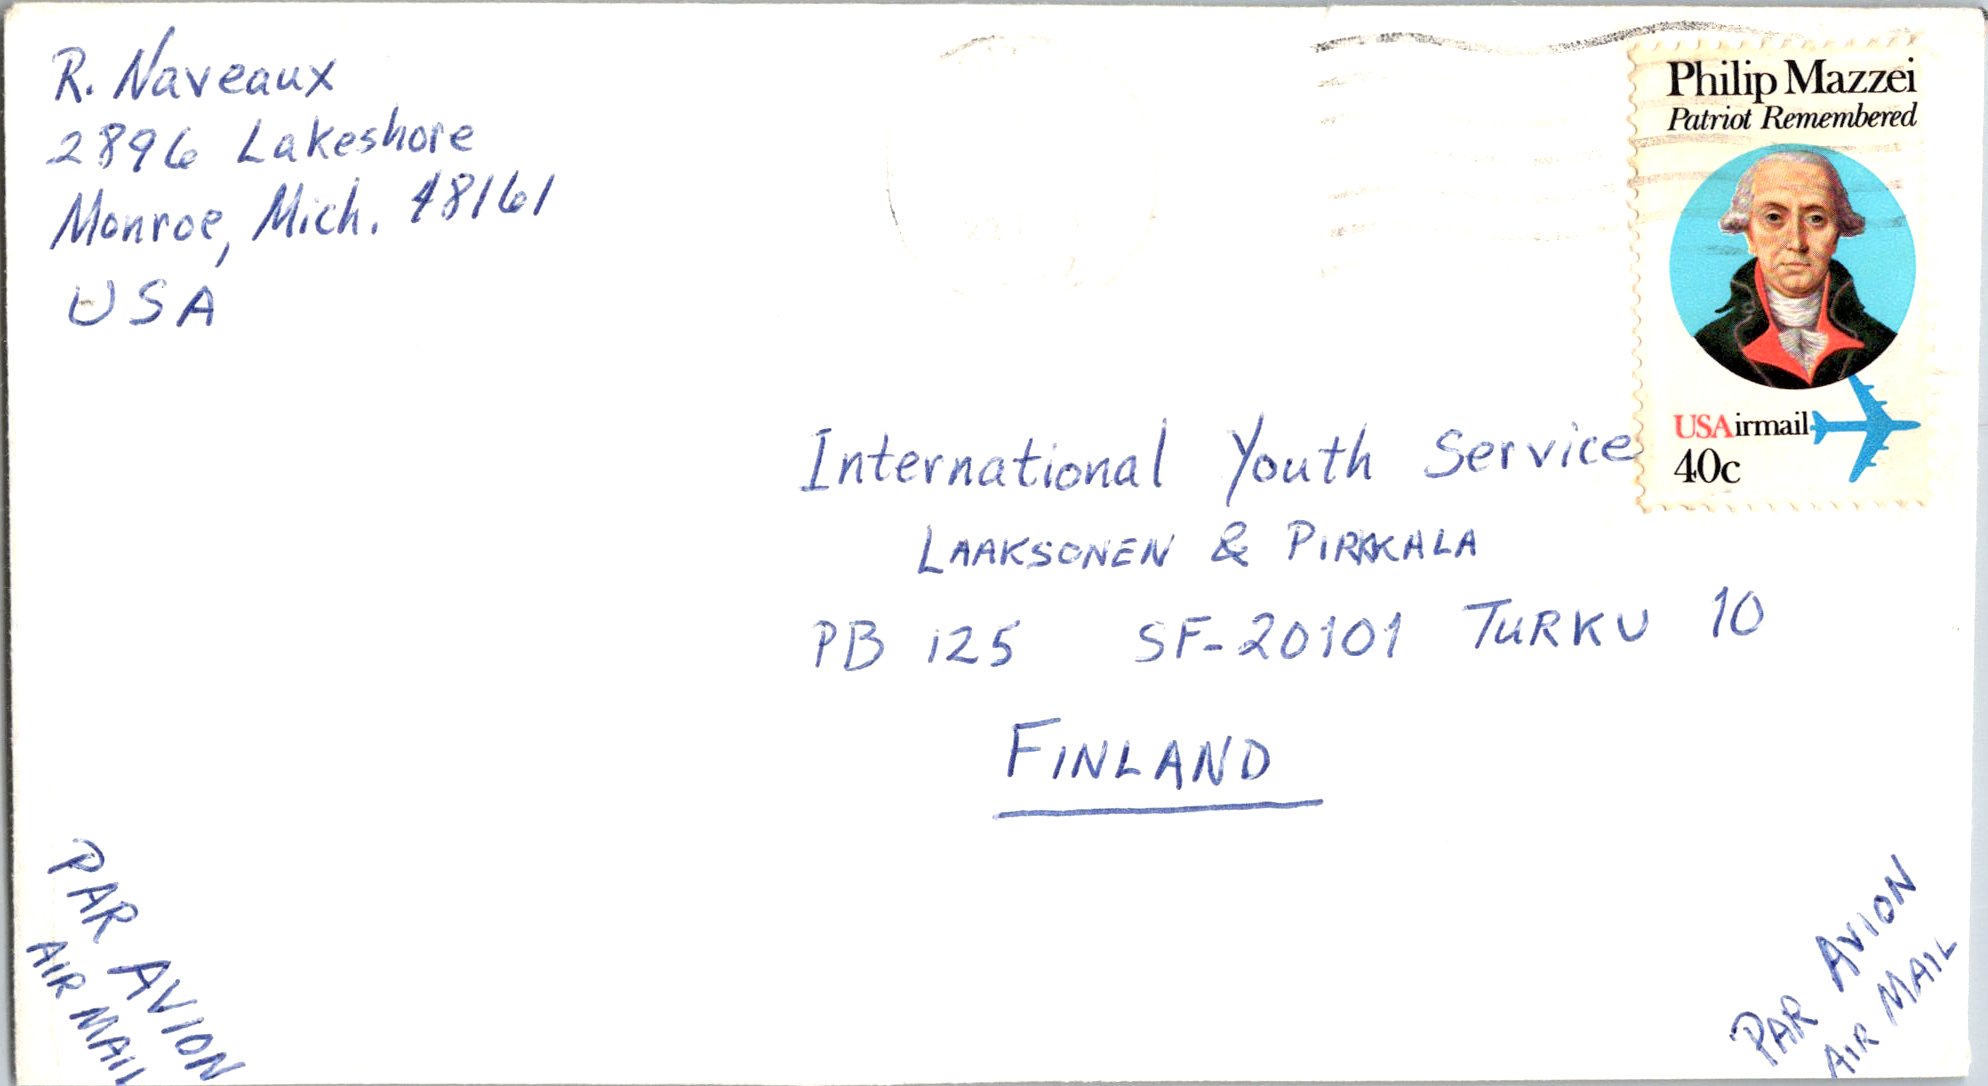 R. Naveaux
2896 Lakeshore
Monroe, Mich. 48161
USA
Philip Mazzei
Patriot Remembered
USAirmail
40c
International Youth Service
LAAKSONEN & PIRKKALA
PB 125 SF-20101 TURKU 10
FINLAND
PAR AVION
AIR MAIL
PAR AVION
AIR MAIL